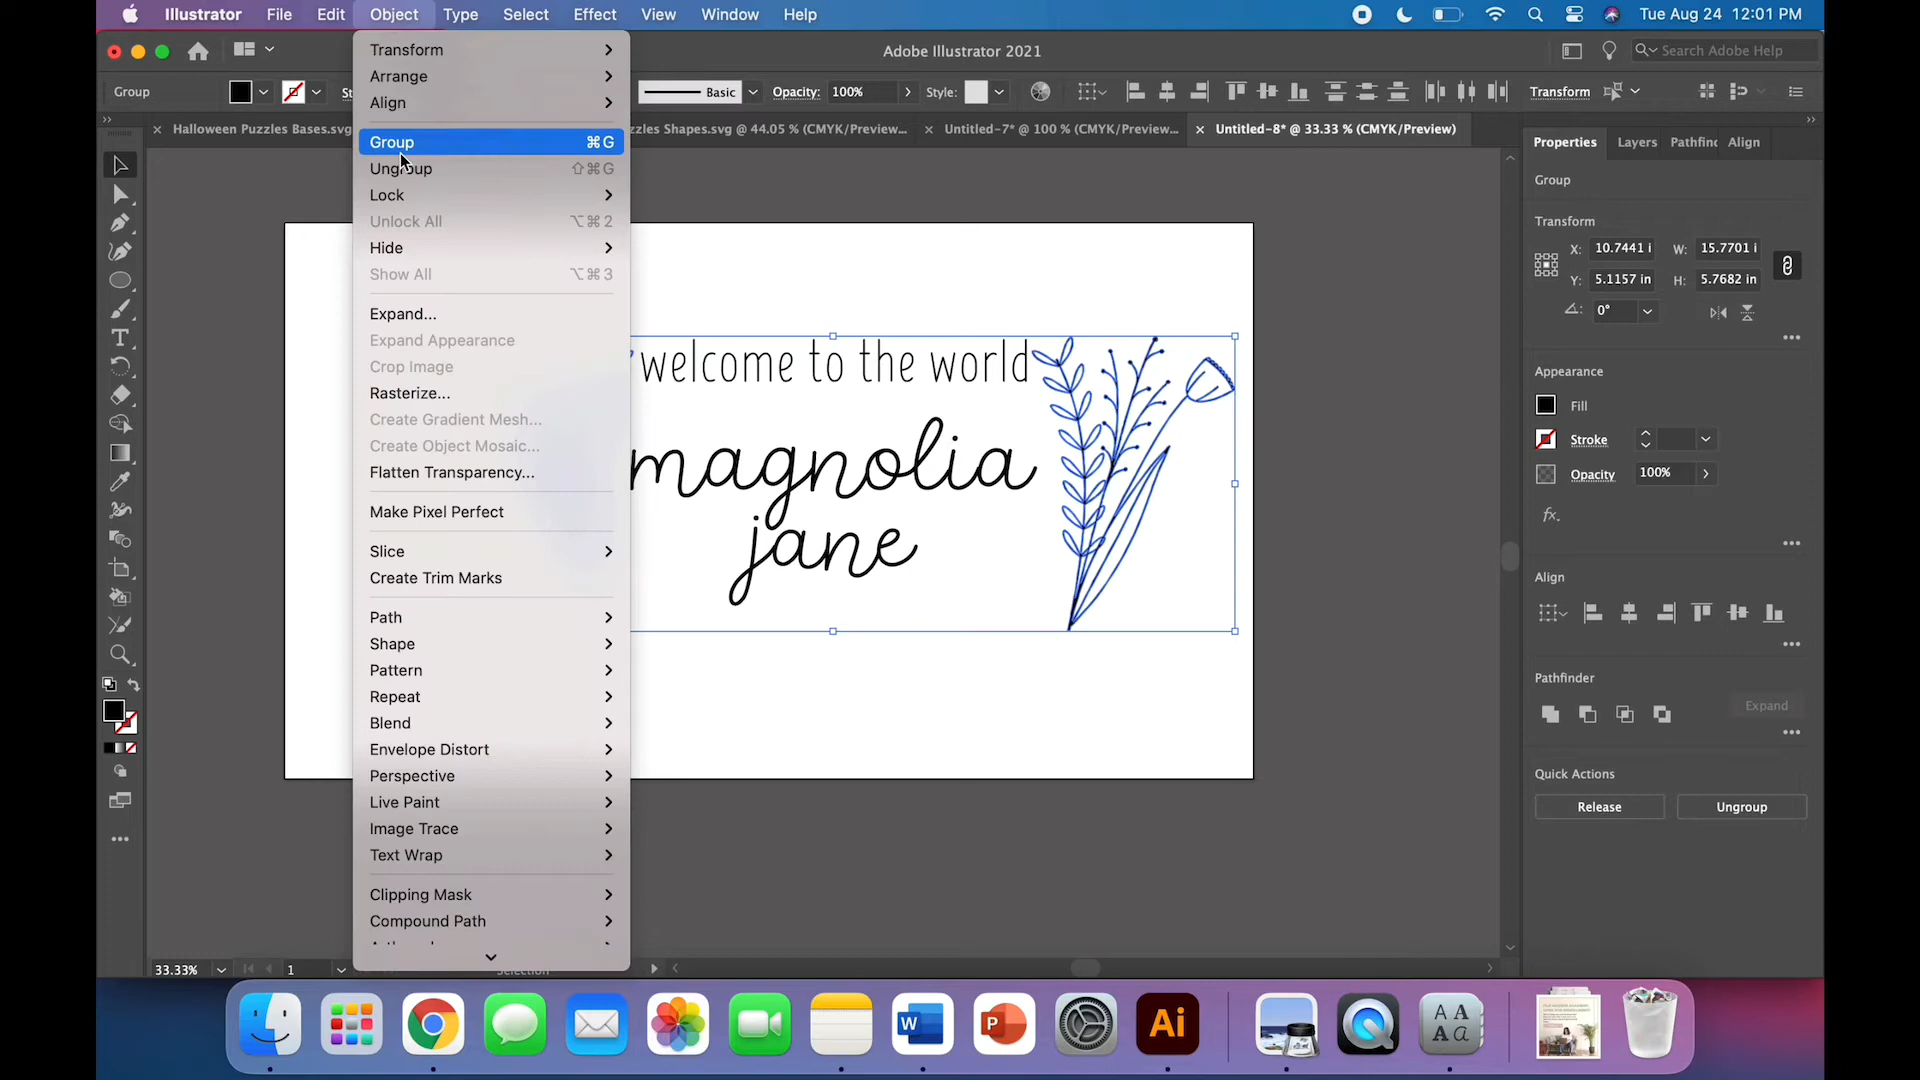 Illustrator File Edit Object Type Select Effect View Window Help Tue Aug 24 12:01 PM
Adobe Illustrator 2021 Search Adobe Help
Group St Basic Opacity: 100% Style: Transform
Halloween Puzzles Bases.svg zzles Shapes.svg @ 44.05 % (CMYK/Preview... Untitled-7* @ 100 % (CMYK/Preview... Untitled-8* @ 33.33 % (CMYK/Preview)
Transform
Arrange
Align
Group ⌘G
Ungroup ⇧⌘G
Lock
Unlock All ⌥⌘2
Hide
Show All ⌥⌘3
Expand...
Expand Appearance
Crop Image
Rasterize...
Create Gradient Mesh...
Create Object Mosaic...
Flatten Transparency...
Make Pixel Perfect
Slice
Create Trim Marks
Path
Shape
Pattern
Repeat
Blend
Envelope Distort
Perspective
Live Paint
Image Trace
Text Wrap
Clipping Mask
Compound Path
welcome to the world
magnolia
jane
Properties Layers Pathfinc Align
Group
Transform
X: 10.7441 i W: 15.7701 i
Y: 5.1157 in H: 5.7682 in
0°
Appearance
Fill
Stroke
Opacity 100%
fx.
Align
Pathfinder
Expand
Quick Actions
Release Ungroup
33.33% 1 Selection
W P Ai A A
A a